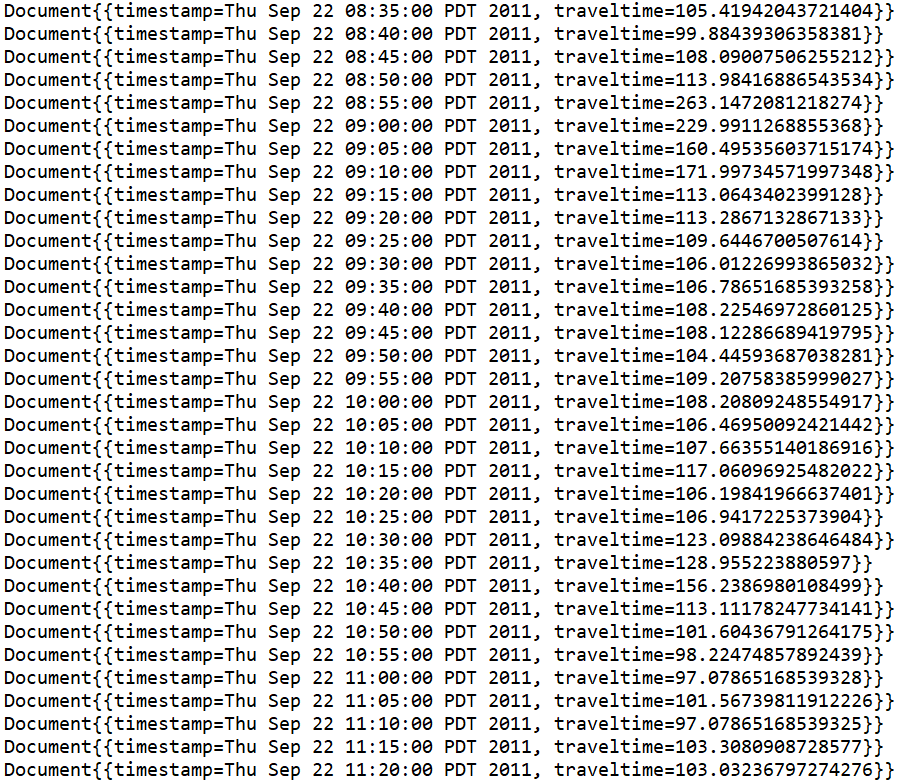 Document{{timestamp=Thu Sep 22 08:35:00 PDT 2011, traveltime=105.41942043721404}}
Document{{timestamp=Thu Sep 22 08:40:00 PDT 2011, traveltime=99.88439306358381}}
Document{{timestamp=Thu Sep 22 08:45:00 PDT 2011, traveltime=108.09007506255212}}
Document{{timestamp=Thu Sep 22 08:50:00 PDT 2011, traveltime=113.98416886543534}}
Document{{timestamp=Thu Sep 22 08:55:00 PDT 2011, traveltime=263.1472081218274}}
Document{{timestamp=Thu Sep 22 09:00:00 PDT 2011, traveltime=229.9911268855368}}
Document{{timestamp=Thu Sep 22 09:05:00 PDT 2011, traveltime=160.49535603715174}}
Document{{timestamp=Thu Sep 22 09:10:00 PDT 2011, traveltime=171.99734571997348}}
Document{{timestamp=Thu Sep 22 09:15:00 PDT 2011, traveltime=113.0643402399128}}
Document{{timestamp=Thu Sep 22 09:20:00 PDT 2011, traveltime=113.2867132867133}}
Document{{timestamp=Thu Sep 22 09:25:00 PDT 2011, traveltime=109.6446700507614}}
Document{{timestamp=Thu Sep 22 09:30:00 PDT 2011, traveltime=106.01226993865032}}
Document{{timestamp=Thu Sep 22 09:35:00 PDT 2011, traveltime=106.78651685393258}}
Document{{timestamp=Thu Sep 22 09:40:00 PDT 2011, traveltime=108.22546972860125}}
Document{{timestamp=Thu Sep 22 09:45:00 PDT 2011, traveltime=108.12286689419795}}
Document{{timestamp=Thu Sep 22 09:50:00 PDT 2011, traveltime=104.44593687038281}}
Document{{timestamp=Thu Sep 22 09:55:00 PDT 2011, traveltime=109.20758385999027}}
Document{{timestamp=Thu Sep 22 10:00:00 PDT 2011, traveltime=108.20809248554917}}
Document{{timestamp=Thu Sep 22 10:05:00 PDT 2011, traveltime=106.46950092421442}}
Document{{timestamp=Thu Sep 22 10:10:00 PDT 2011, traveltime=107.66355140186916}}
Document{{timestamp=Thu Sep 22 10:15:00 PDT 2011, traveltime=117.06096925482022}}
Document{{timestamp=Thu Sep 22 10:20:00 PDT 2011, traveltime=106.19841966637401}}
Document{{timestamp=Thu Sep 22 10:25:00 PDT 2011, traveltime=106.9417225373904}}
Document{{timestamp=Thu Sep 22 10:30:00 PDT 2011, traveltime=123.09884238646484}}
Document{{timestamp=Thu Sep 22 10:35:00 PDT 2011, traveltime=128.955223880597}}
Document{{timestamp=Thu Sep 22 10:40:00 PDT 2011, traveltime=156.2386980108499}}
Document{{timestamp=Thu Sep 22 10:45:00 PDT 2011, traveltime=113.11178247734141}}
Document{{timestamp=Thu Sep 22 10:50:00 PDT 2011, traveltime=101.60436791264175}}
Document{{timestamp=Thu Sep 22 10:55:00 PDT 2011, traveltime=98.22474857892439}}
Document{{timestamp=Thu Sep 22 11:00:00 PDT 2011, traveltime=97.07865168539328}}
Document{{timestamp=Thu Sep 22 11:05:00 PDT 2011, traveltime=101.56739811912226}}
Document{{timestamp=Thu Sep 22 11:10:00 PDT 2011, traveltime=97.07865168539325}}
Document{{timestamp=Thu Sep 22 11:15:00 PDT 2011, traveltime=103.3080908728577}}
Document{{timestamp=Thu Sep 22 11:20:00 PDT 2011, traveltime=103.03236797274276}}